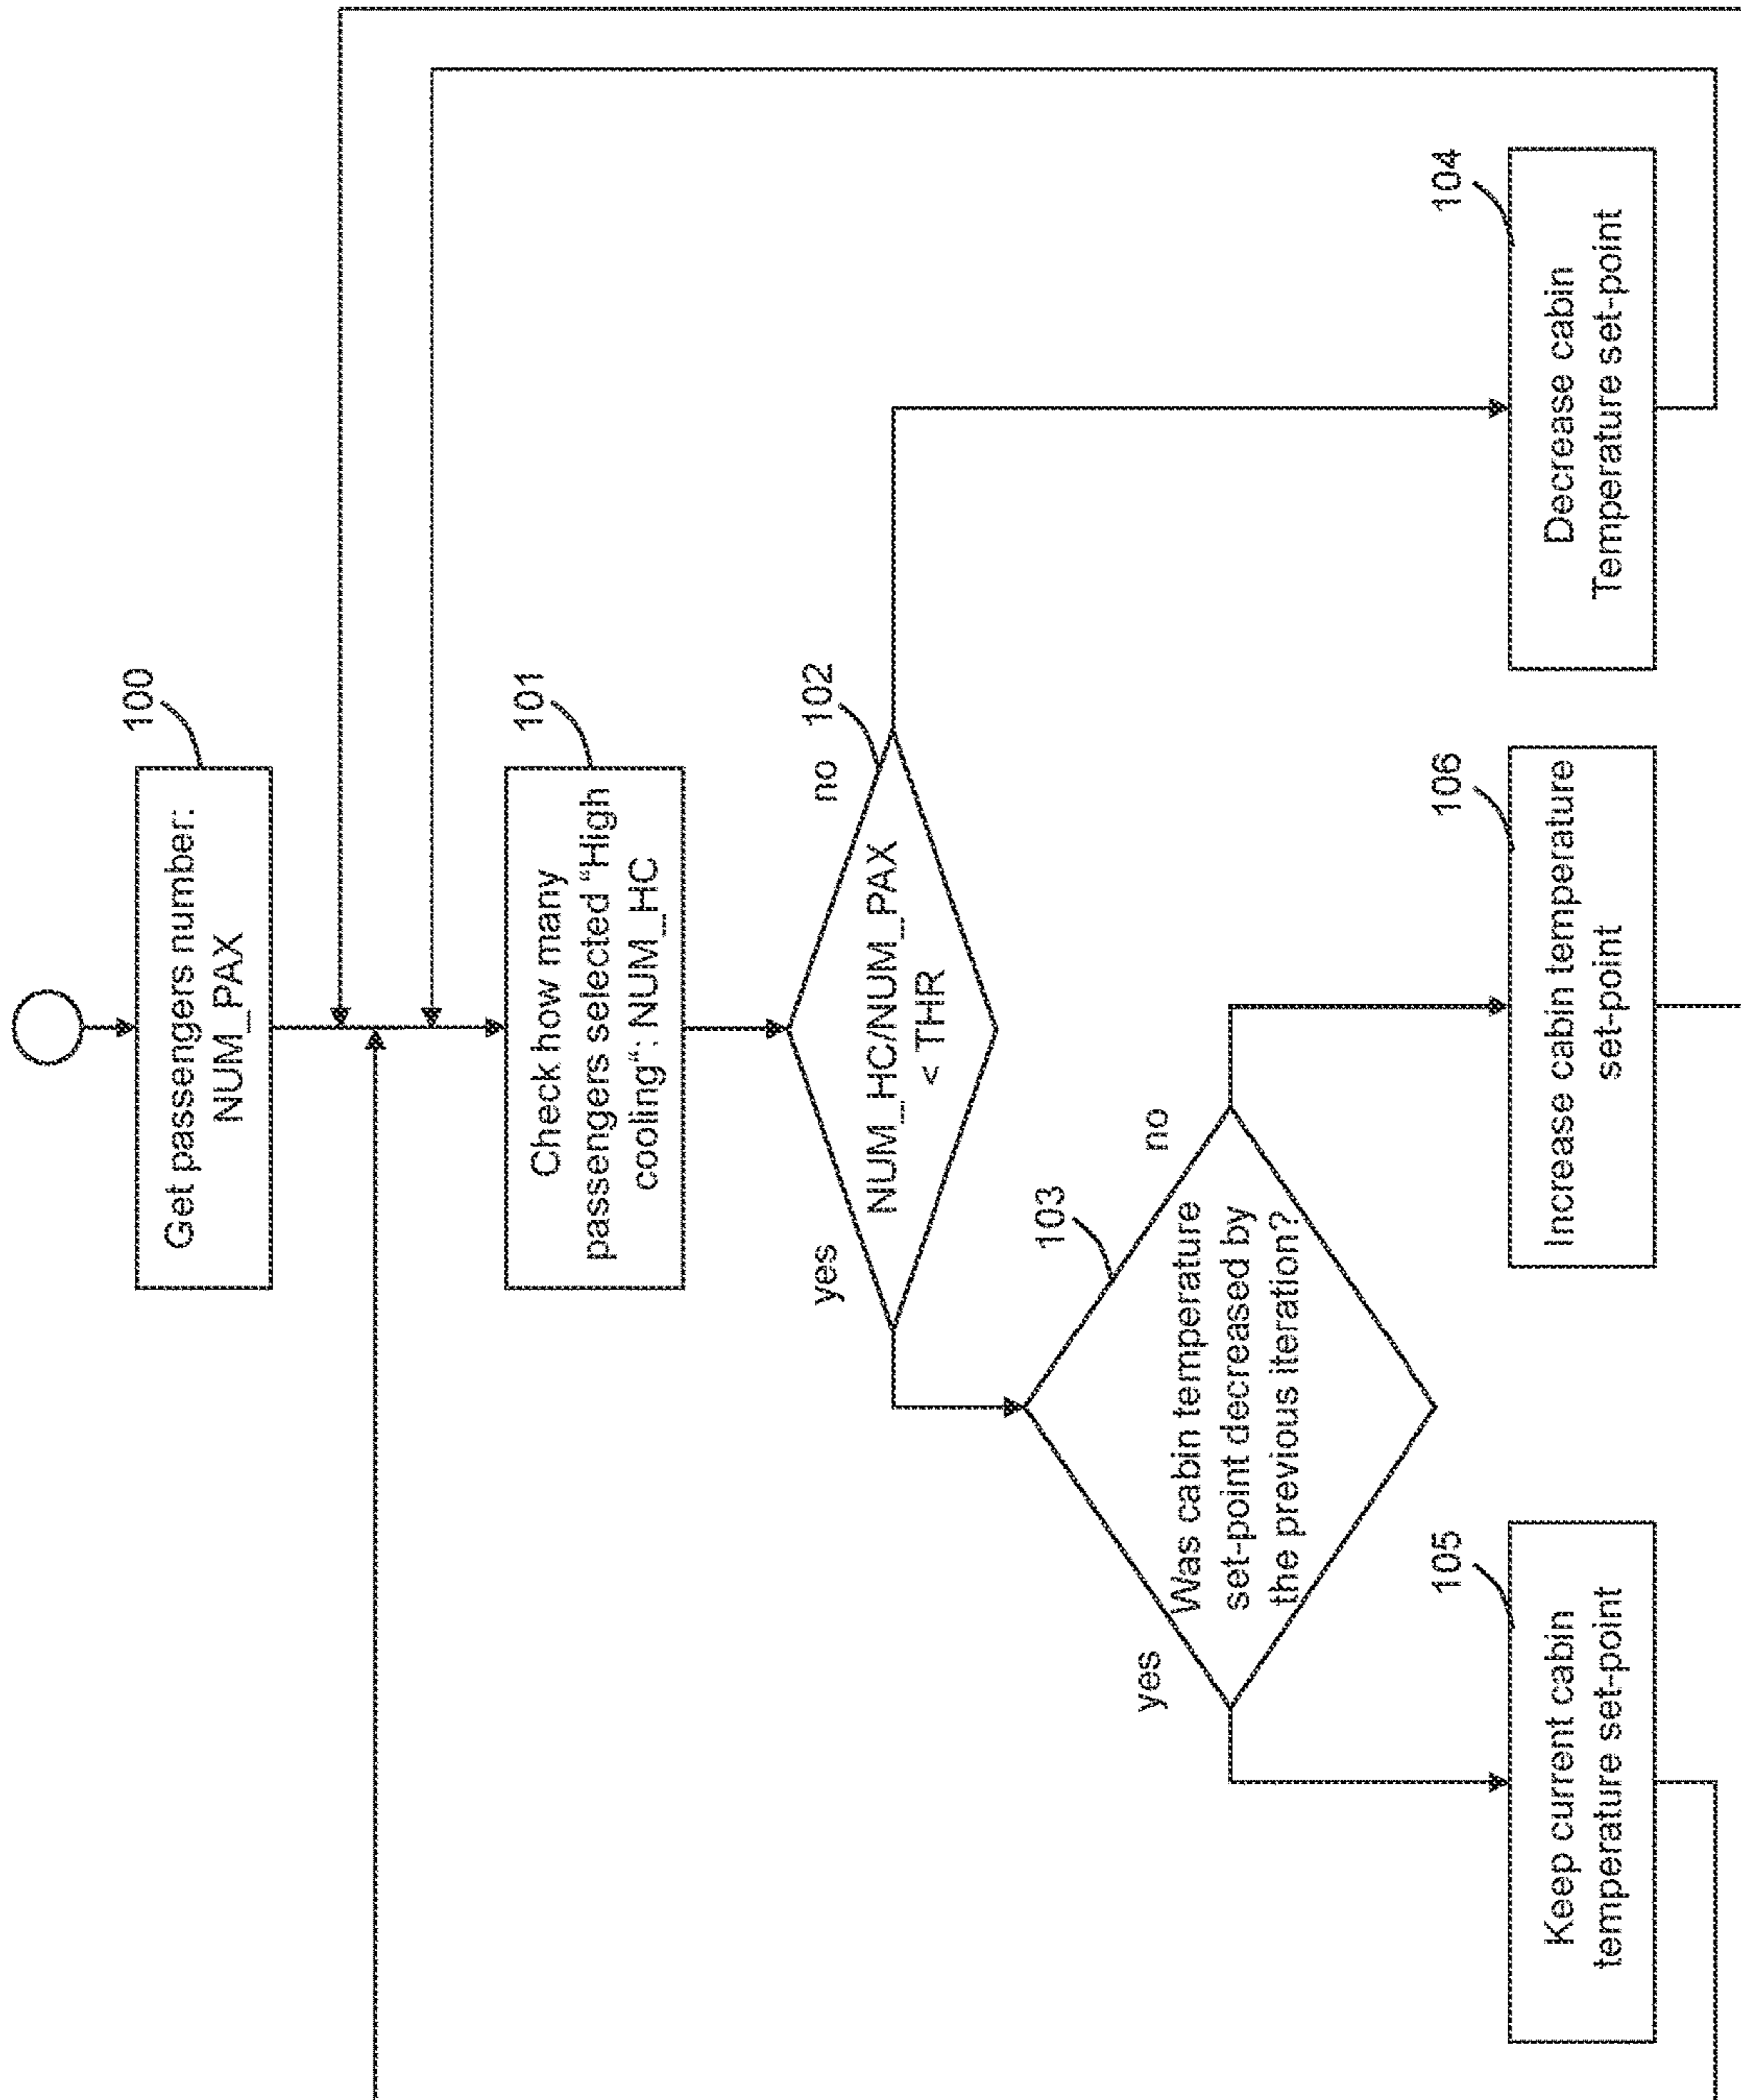 100
Get passengers number:
NUM_PAX
101
Check how many
passengers selected “High
cooling“: NUM_HC
102
yes
no
NUM_HC/NUM_PAX
< THR
103
yes
no
Was cabin temperature
set-point decreased by
the previous iteration?
105
Keep current cabin
temperature set-point
106
Increase cabin temperature
set-point
104
Decrease cabin
Temperature set-point